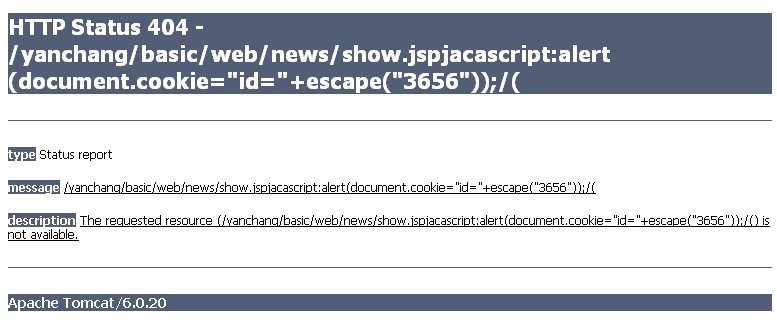 HTTP Status 404 -
/yanchang/basic/web/news/show.jspjacascript:alert
(document.cookie="id="+escape("3656"));/(
type Status report
message /yanchang/basic/web/news/show.jspjacascript:alert(document.cookie="id="+escape("3656"));/(
description The requested resource (/yanchang/basic/web/news/show.jspjacascript:alert(document.cookie="id="+escape("3656"));/() is
not available.
Apache Tomcat/6.0.20